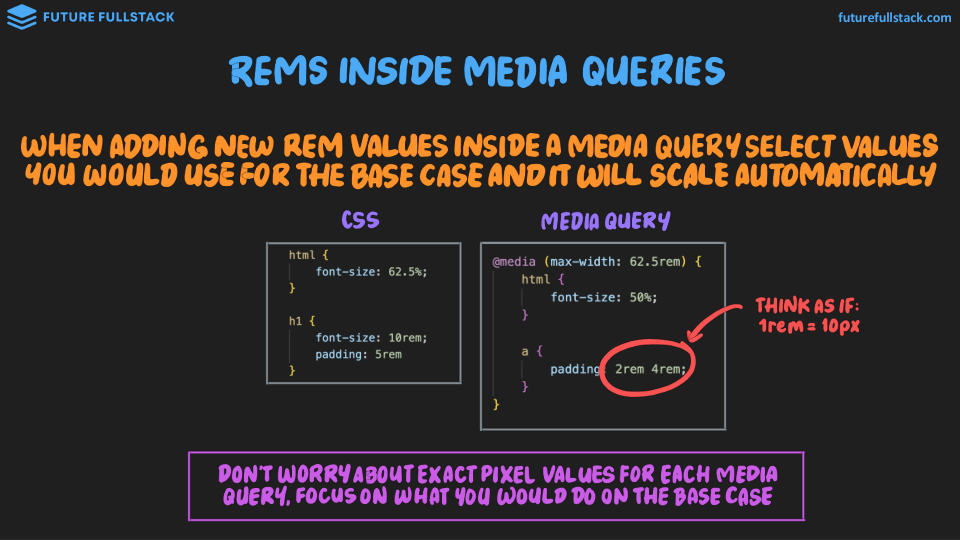 FUTURE FULLSTACK
futurefullstack.com
REMS INSIDE MEDIA QUERIES
WHEN ADDING NEW REM VALUES INSIDE A MEDIA QUERY SELECT VALUES
YOU WOULD USE FOR THE BASE CASE AND IT WILL SCALE AUTOMATICALLY
CSS
html {
font-size: 62.5%;
}
h1 {
font-size: 10rem;
padding: 5rem
}
MEDIA QUERY
@media (max-width: 62.5rem) {
html {
font-size: 50%;
}
a {
padding: 2rem 4rem;
}
}
THINK AS IF:
1rem = 10px
DON'T WORRY ABOUT EXACT PIXEL VALUES FOR EACH MEDIA
QUERY, FOCUS ON WHAT YOU WOULD DO ON THE BASE CASE